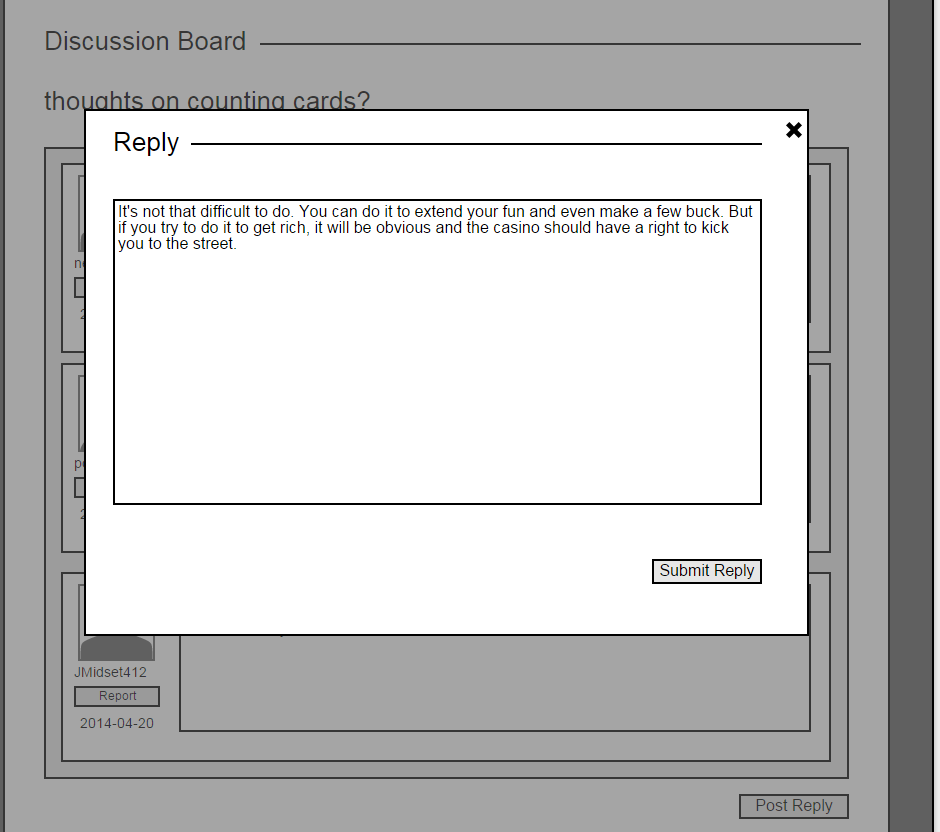 Discussion Board
thoughts on counting cards?
Reply
It's not that difficult to do. You can do it to extend your fun and even make a few buck. But
if you try to do it to get rich, it will be obvious and the casino should have a right to kick
you to the street.
Submit Reply
JMidset412
Report
2014-04-20
Post Reply